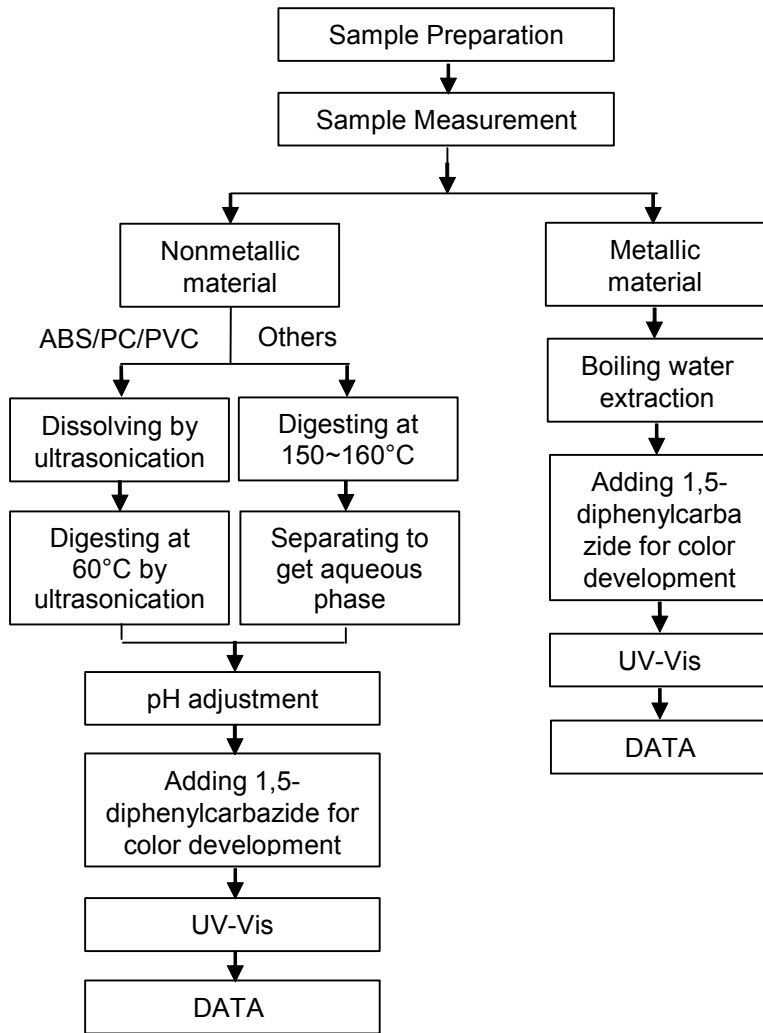 Sample Preparation
Sample Measurement
Nonmetallic
material
ABS/PC/PVC
Others
Dissolving by
ultrasonication
Digesting at
150~160°C
Digesting at
60°C by
ultrasonication
Separating to
get aqueous
phase
pH adjustment
Adding 1,5-
diphenylcarbazide for
color development
UV-Vis
DATA
Metallic
material
Boiling water
extraction
Adding 1,5-
diphenylcarba
zide for color
development
UV-Vis
DATA